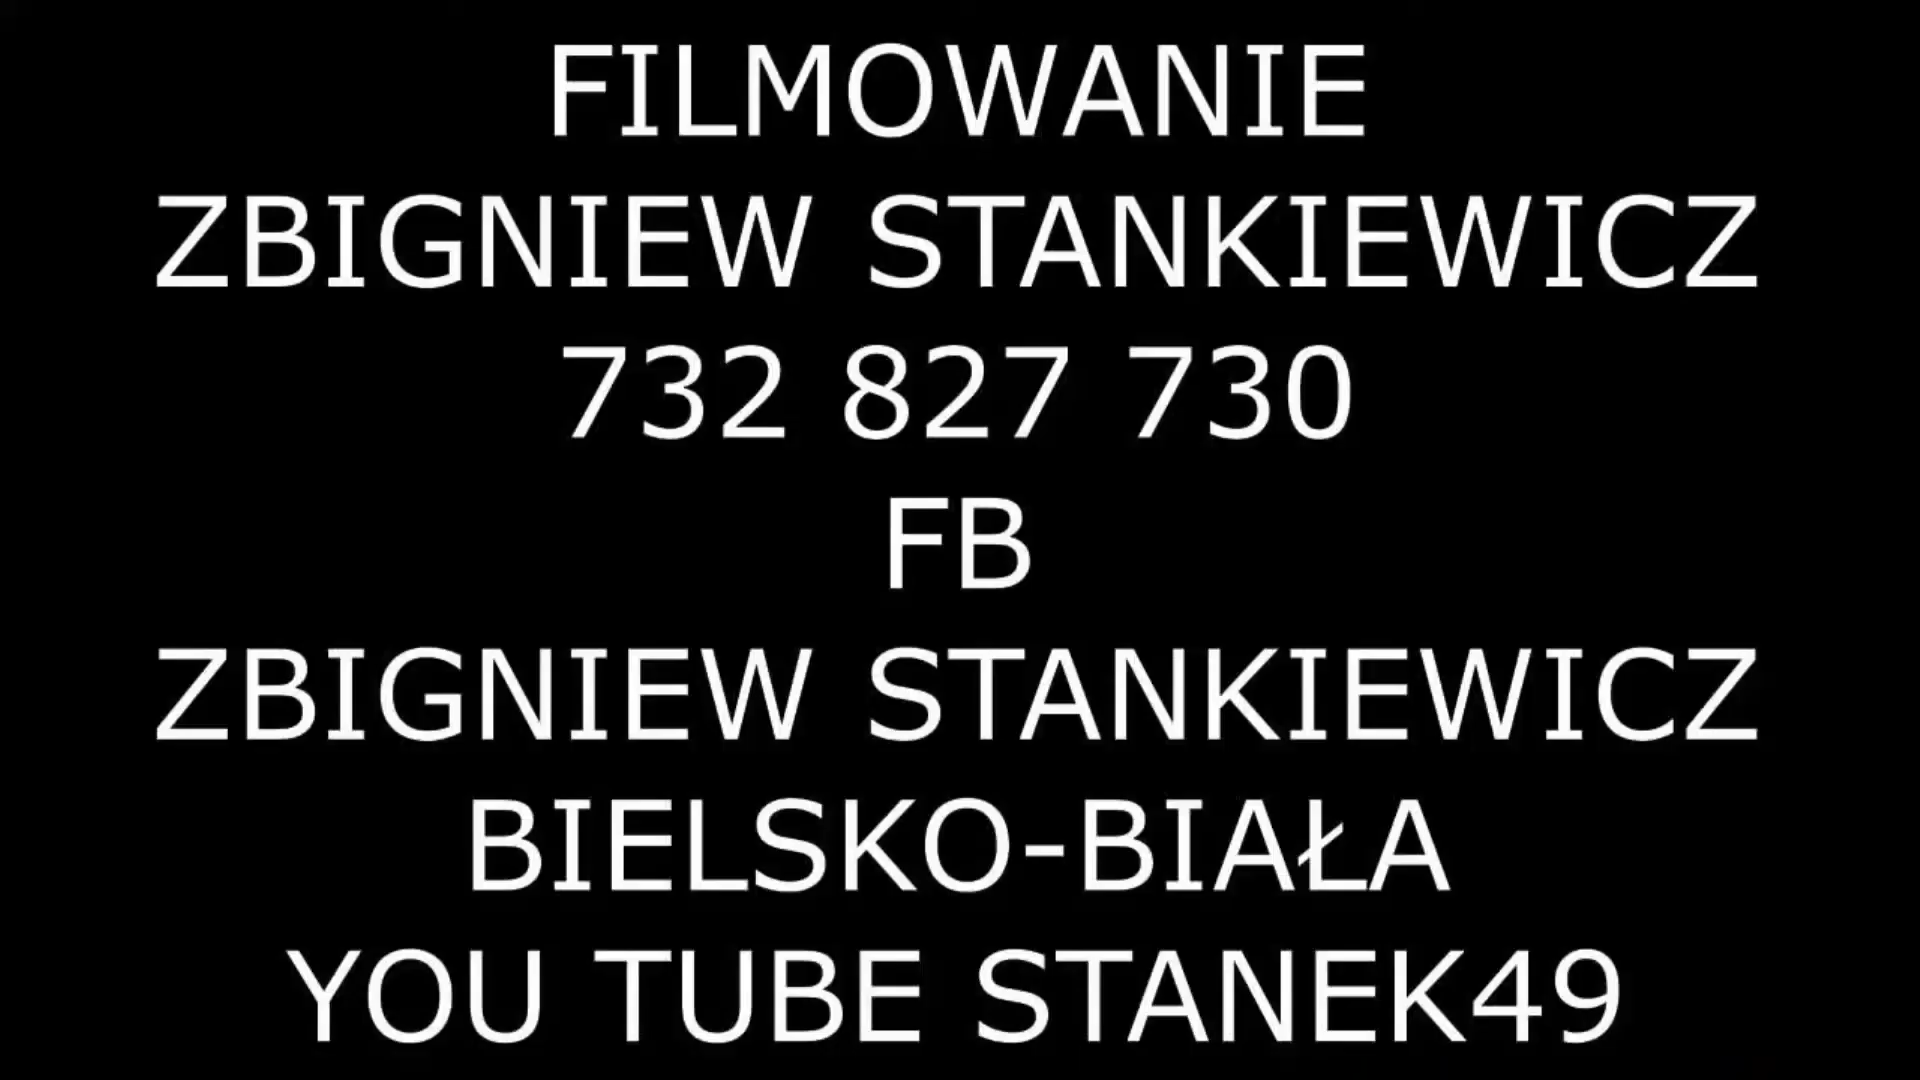 FILMOWANIE
ZBIGNIEW STANKIEWICZ
732 827 730
FB
ZBIGNIEW STANKIEWICZ
BIELSKO-BIAŁA
YOU TUBE STANEK49